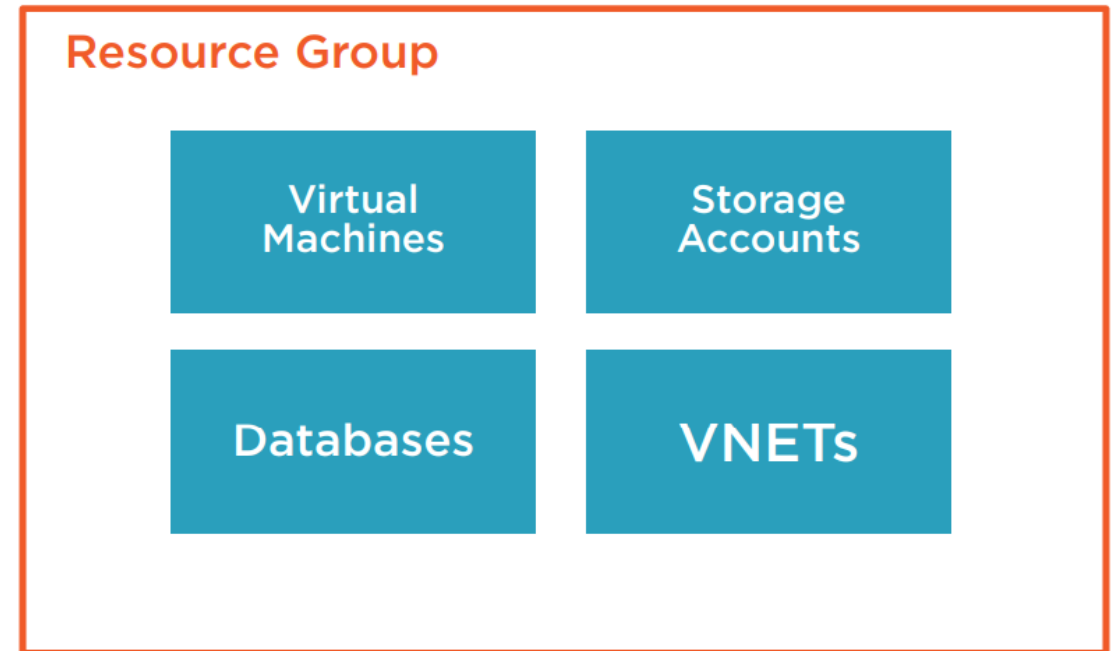 Resource Group
Virtual
Machines
Storage
Accounts
Databases
VNETs